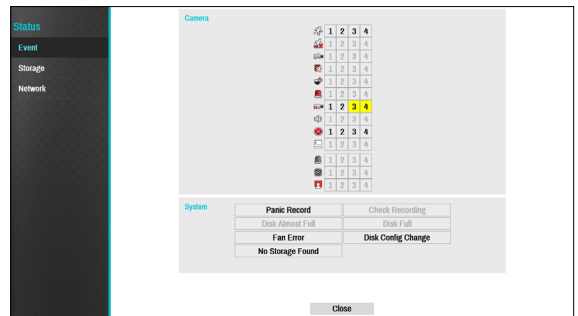 Status
Event
Storage
Network
Camera
1 2 3 4
1 2 3 4
1 2 3 4
1 2 3 4
1 2 3 4
1 2 3 4
1 2 3 4
1 2 3 4
1 2 3 4
1 2 3 4
1 2 3 4
1 2 3 4
1 2 3 4
System
Panic Record Check Recording
Disk Almost Full Disk Full
Fan Error Disk Config Change
No Storage Found
Close